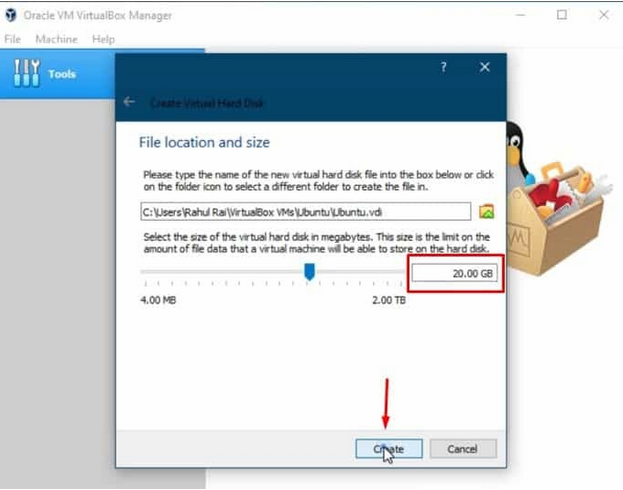 Oracle VM VirtualBox Manager
File Machine Help
Tools
?
Create Virtual Hard Disk
File location and size
Please type the name of the new virtual hard disk file into the box below or click
on the folder icon to select a different folder to create the file in.
C:\Users\Rahul Rai\VirtualBox VMs\Ubuntu\Ubuntu.vdi
Select the size of the virtual hard disk in megabytes. This size is the limit on the
amount of file data that a virtual machine will be able to store on the hard disk.
20.00 GB
4.00 MB 2.00 TB
Create Cancel